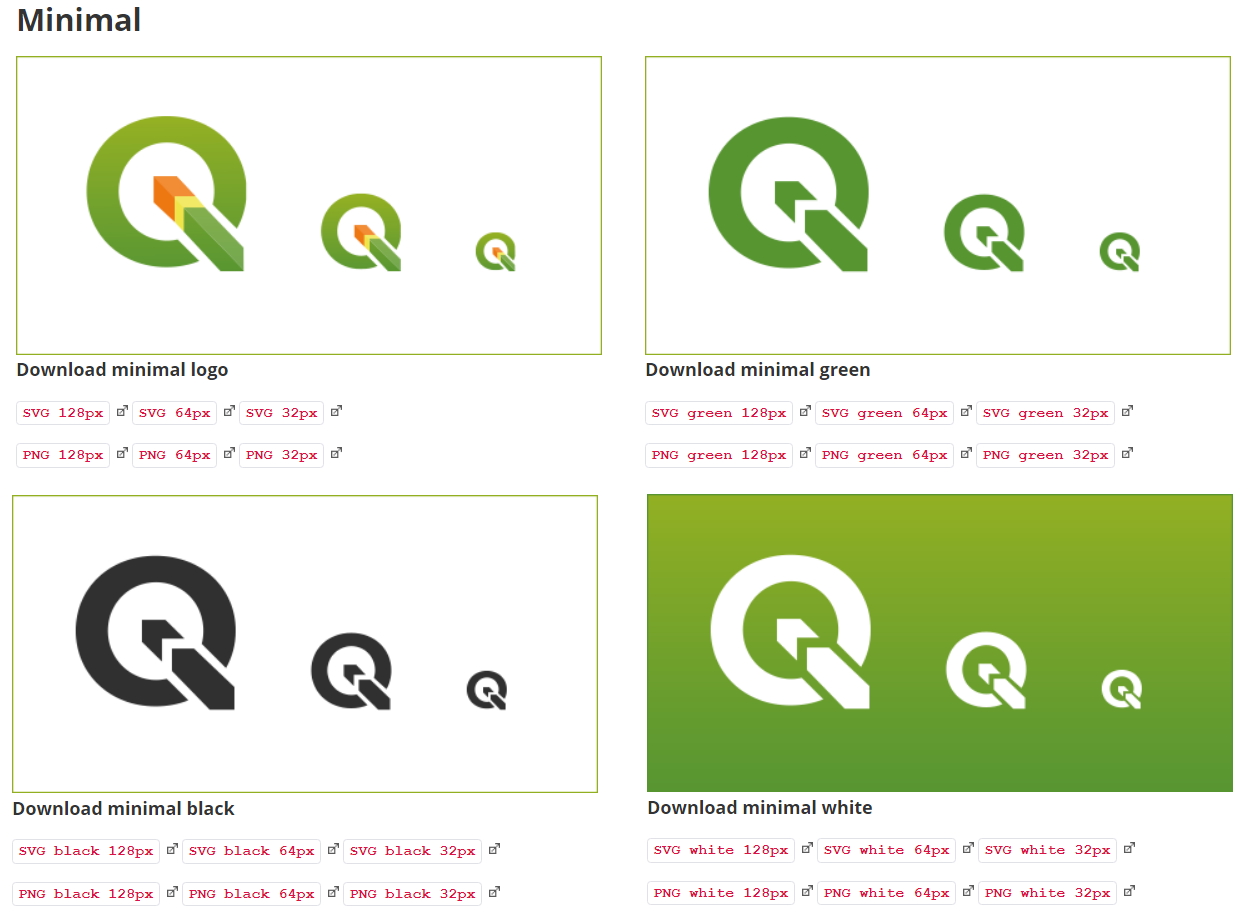 Minimal
Download minimal logo
SVG 128px SVG 64px SVG 32px
PNG 128px PNG 64px PNG 32px
Download minimal green
SVG green 128px SVG green 64px SVG green 32px
PNG green 128px PNG green 64px PNG green 32px
Download minimal black
SVG black 128px SVG black 64px SVG black 32px
PNG black 128px PNG black 64px PNG black 32px
Download minimal white
SVG white 128px SVG white 64px SVG white 32px
PNG white 128px PNG white 64px PNG white 32px